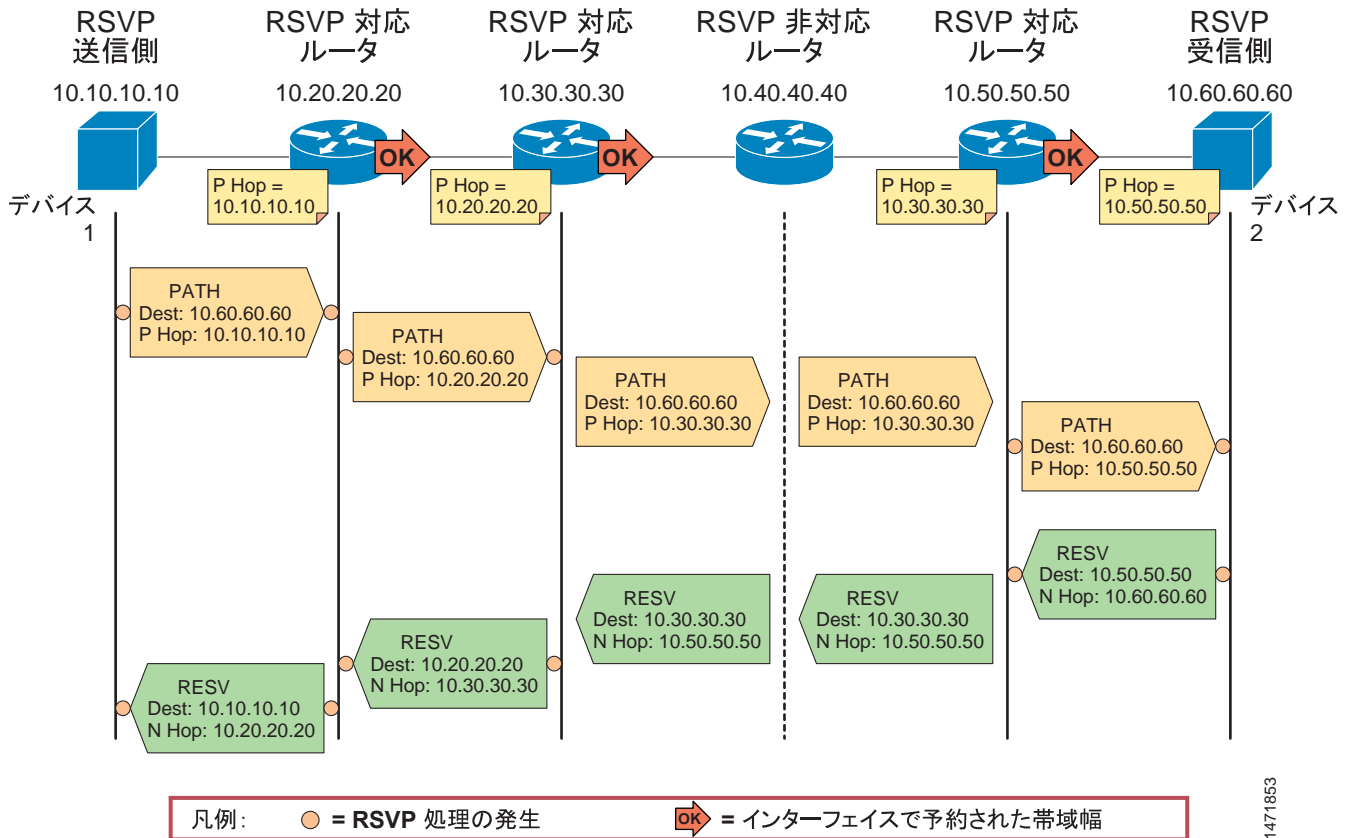 RSVP
送信側
10.10.10.10
RSVP 対応
ルータ
10.20.20.20
RSVP 対応
ルータ
10.30.30.30
RSVP 非対応
ルータ
10.40.40.40
RSVP 対応
ルータ
10.50.50.50
RSVP
受信側
10.60.60.60
OK
OK
OK
デバイス
1
P Hop =
10.10.10.10
P Hop =
10.20.20.20
P Hop =
10.30.30.30
P Hop =
10.50.50.50
デバイス
2
PATH
Dest: 10.60.60.60
P Hop: 10.10.10.10
PATH
Dest: 10.60.60.60
P Hop: 10.20.20.20
PATH
Dest: 10.60.60.60
P Hop: 10.30.30.30
PATH
Dest: 10.60.60.60
P Hop: 10.30.30.30
PATH
Dest: 10.60.60.60
P Hop: 10.50.50.50
RESV
Dest: 10.50.50.50
N Hop: 10.60.60.60
RESV
Dest: 10.30.30.30
N Hop: 10.50.50.50
RESV
Dest: 10.30.30.30
N Hop: 10.50.50.50
RESV
Dest: 10.20.20.20
N Hop: 10.30.30.30
RESV
Dest: 10.10.10.10
N Hop: 10.20.20.20
凡例: = RSVP 処理の発生 OK = インターフェイスで予約された帯域幅
1471853